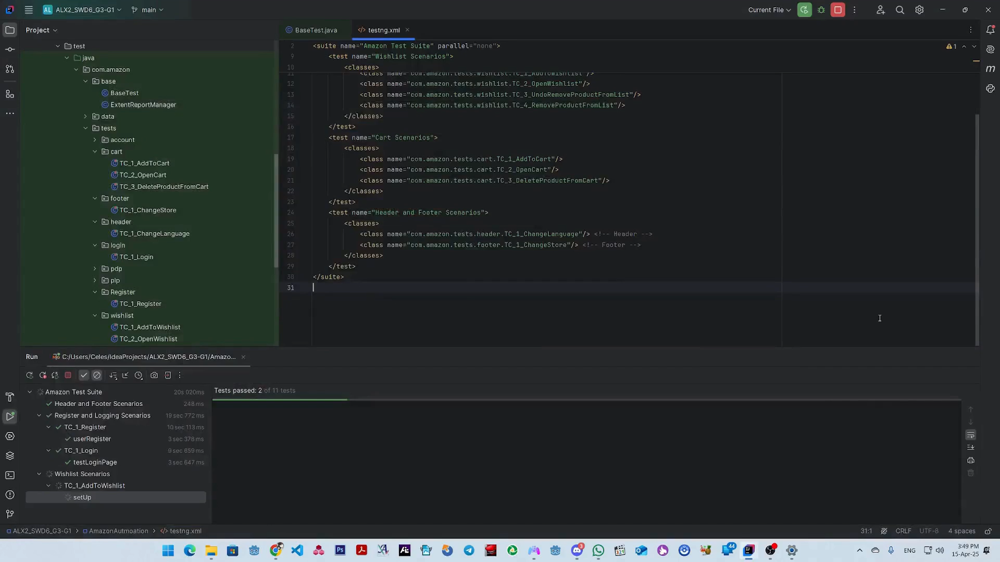 AL ALX2_SWD6_G3-G1
main
Current File
Project
BaseTest.java
testng.xml
test
java
com.amazon
base
BaseTest
ExtentReportManager
data
tests
account
cart
TC_1_AddToCart
TC_2_OpenCart
TC_3_DeleteProductFromCart
footer
TC_1_ChangeStore
header
TC_1_ChangeLanguage
login
TC_1_Login
pdp
plp
Register
TC_1_Register
wishlist
TC_1_AddToWishlist
TC_2_OpenWishlist
2 <suite name="Amazon Test Suite" parallel="none">
9 <test name="Wishlist Scenarios">
10 <classes>
11 <class name="com.amazon.tests.wishlist.TC_1_AddToWishlist"/>
12 <class name="com.amazon.tests.wishlist.TC_2_OpenWishlist"/>
13 <class name="com.amazon.tests.wishlist.TC_3_UndoRemoveProductFromList"/>
14 <class name="com.amazon.tests.wishlist.TC_4_RemoveProductFromList"/>
15 </classes>
16 </test>
17 <test name="Cart Scenarios">
18 <classes>
19 <class name="com.amazon.tests.cart.TC_1_AddToCart"/>
20 <class name="com.amazon.tests.cart.TC_2_OpenCart"/>
21 <class name="com.amazon.tests.cart.TC_3_DeleteProductFromCart"/>
22 </classes>
23 </test>
24 <test name="Header and Footer Scenarios">
25 <classes>
26 <class name="com.amazon.tests.header.TC_1_ChangeLanguage"/> <!-- Header -->
27 <class name="com.amazon.tests.footer.TC_1_ChangeStore"/> <!-- Footer -->
28 </classes>
29 </test>
30 </suite>
31
1
Run C:/Users/Celes/IdeaProjects/ALX2_SWD6_G3-G1/Amazo...
Amazon Test Suite 20s 020ms
Header and Footer Scenarios 248 ms
Register and Logging Scenarios 19 sec 772 ms
TC_1_Register 10 sec 113 ms
userRegister 3 sec 378 ms
TC_1_Login 9 sec 659 ms
testLoginPage 3 sec 647 ms
Wishlist Scenarios
TC_1_AddToWishlist
setUp
Tests passed: 2 of 11 tests
ALX2_SWD6_G3-G1 > AmazonAutmoation > testng.xml
31:1 CRLF UTF-8 4 spaces
Ps
321
3
44
ENG
3:49 PM
15-Apr-25